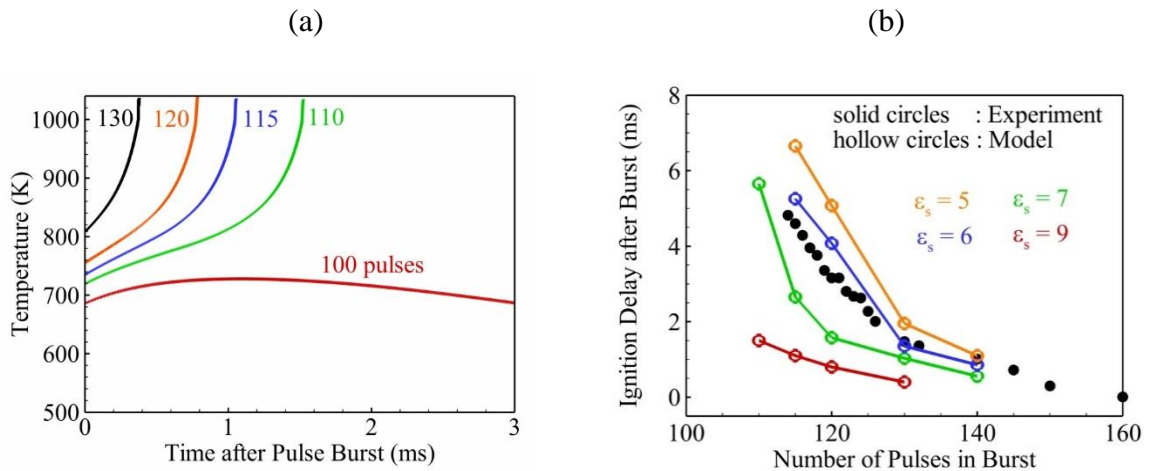 (a)
(b)
1000
900
800
700
600
500
130
120
115
110
100 pulses
Temperature (K)
0
1
2
3
Time after Pulse Burst (ms)
8
6
4
2
0
solid circles : Experiment
hollow circles : Model
εs = 5
εs = 7
εs = 6
εs = 9
Ignition Delay after Burst (ms)
100
120
140
160
Number of Pulses in Burst